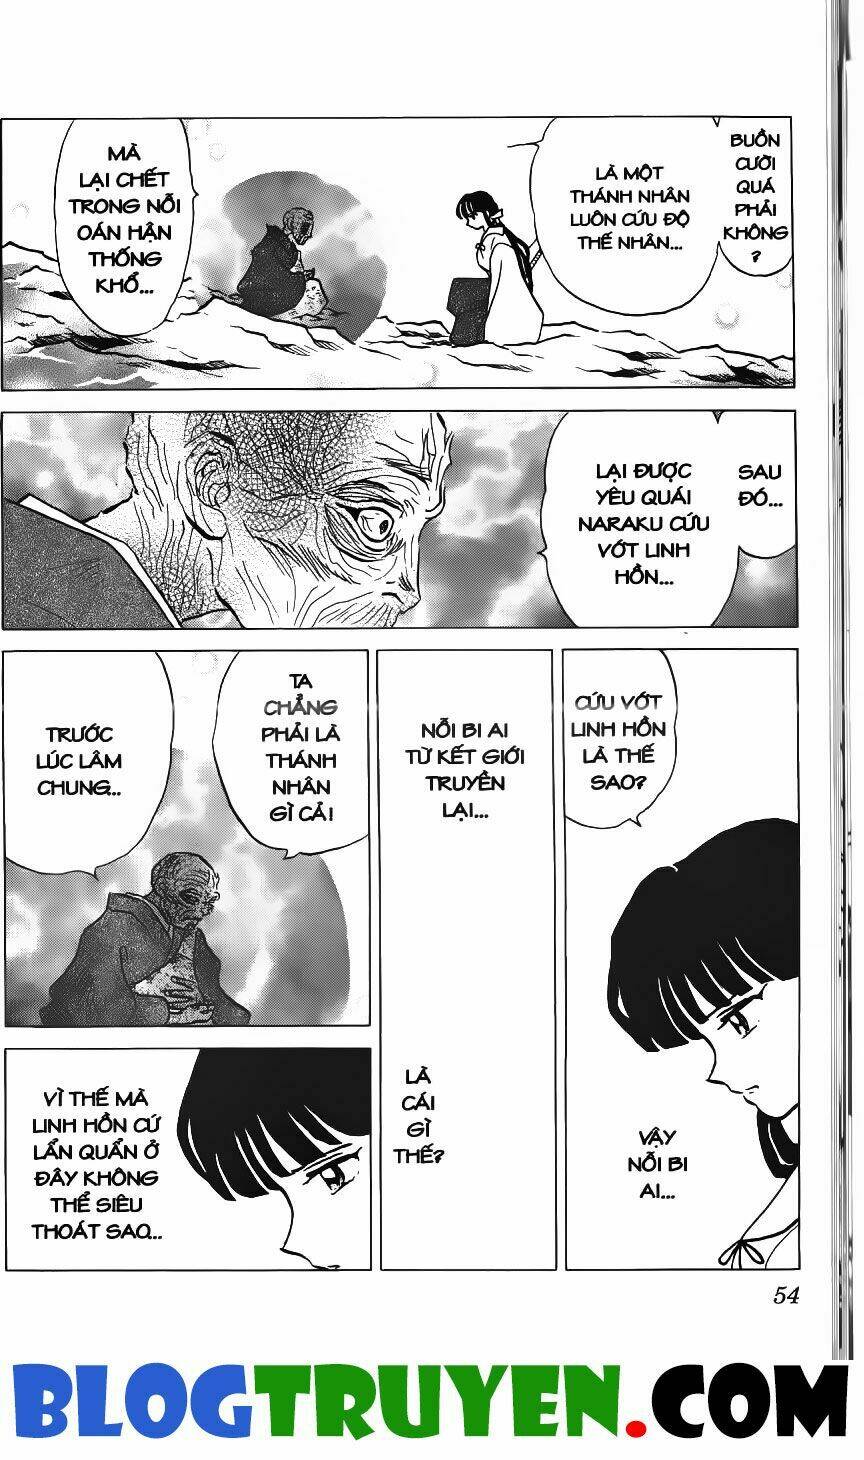 BUỒN
CƯỜI
QUÁ
PHẢI
KHÔNG
?
LÀ MỘT
THÁNH NHÂN
LUÔN CỨU ĐỘ
THẾ NHÂN...
MÀ
LẠI CHẾT
TRONG NỖI
OÁN HẬN
THỐNG
KHỔ...
SAU
ĐÓ...
LẠI ĐƯỢC
YÊU QUÁI
NARAKU CỨU
VỚT LINH
HỒN...
CỨU VỚT
LINH HỒN
LÀ THẾ
SAO?
VẬY
NỖI BI
AI...
NỖI BI AI
TỪ KẾT GIỚI
TRUYỀN
LẠI...
LÀ
CÁI
GÌ
THẾ?
TA
CHẲNG
PHẢI LÀ
THÁNH
NHÂN
GÌ CẢ!
TRƯỚC
LÚC LÂM
CHUNG...
VÌ THẾ MÀ
LINH HỒN CỨ
LẨN QUẨN Ở
ĐÂY KHÔNG
THỂ SIÊU
THOÁT SAO...
54
BLOGTRUYEN.COM